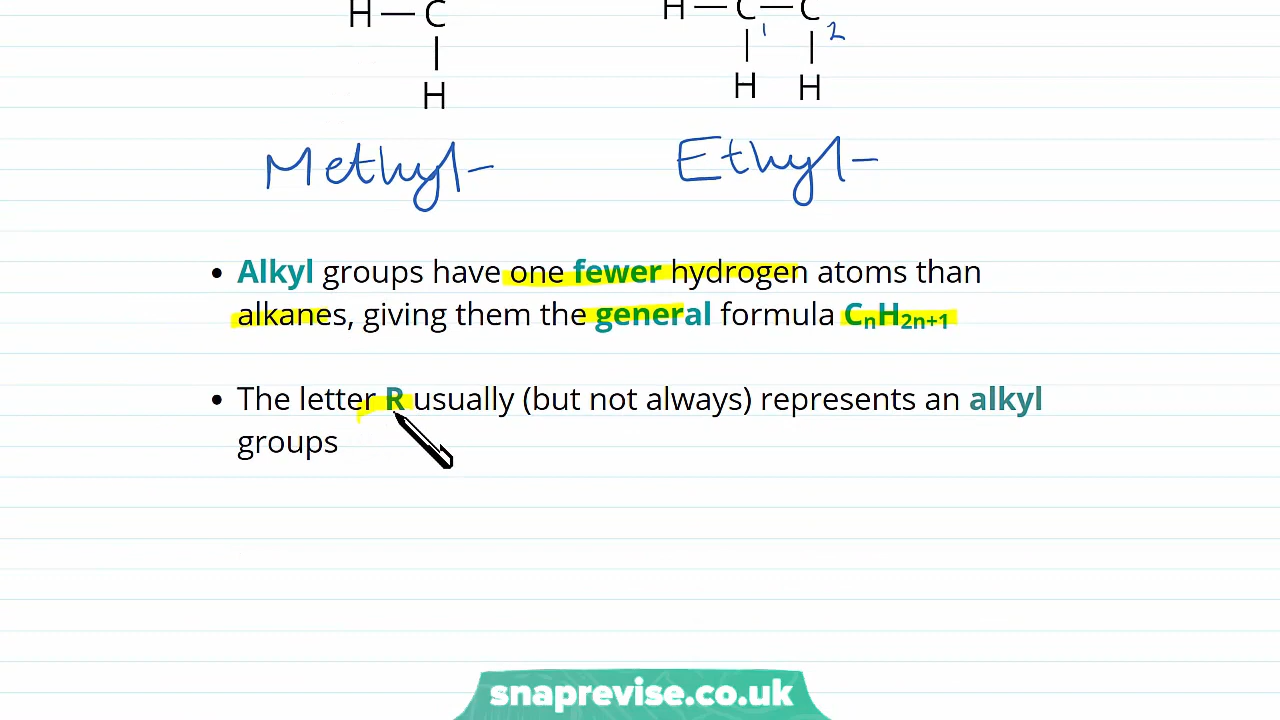 H — C H — C — C
1 2
H H H
Methyl- Ethyl-
• Alkyl groups have one fewer hydrogen atoms than
alkanes, giving them the general formula CₙH₂ₙ₊₁
• The letter R usually (but not always) represents an alkyl
groups
snaprevise.co.uk